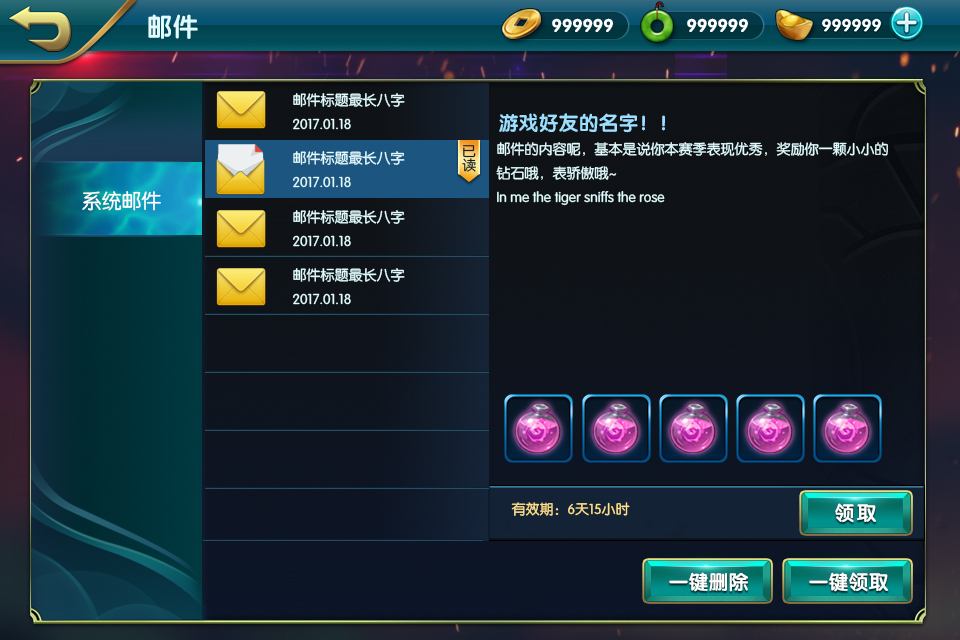 邮件
999999
999999
999999
系统邮件
邮件标题最长八字
2017.01.18
邮件标题最长八字
2017.01.18
已读
邮件标题最长八字
2017.01.18
邮件标题最长八字
2017.01.18
游戏好友的名字！！
邮件的内容呢，基本是说你本赛季表现优秀，奖励你一颗小小的
钻石哦，表骄傲哦~
In me the tiger sniffs the rose
有效期：6天15小时
领取
一键删除
一键领取